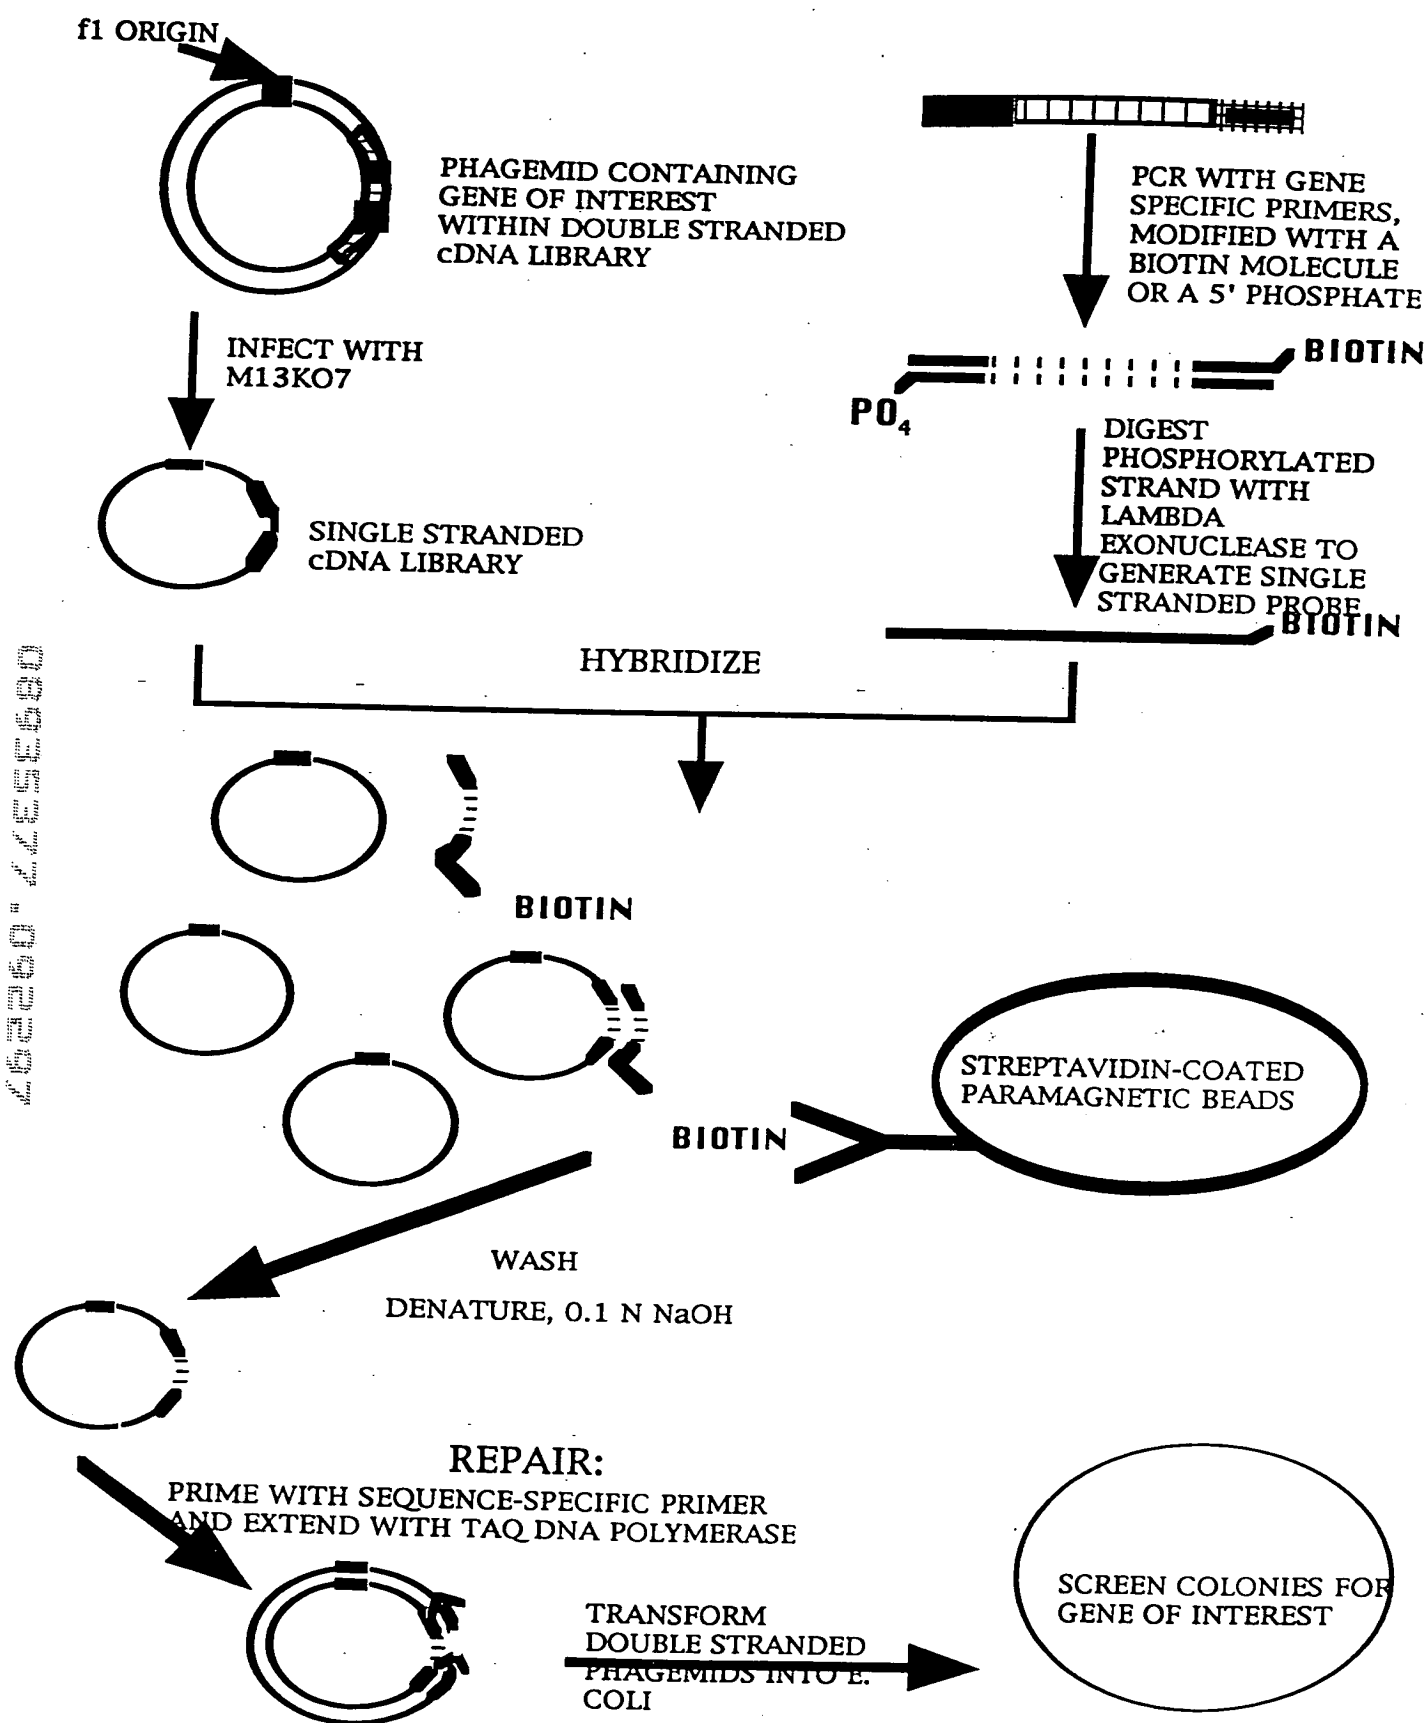 f1 ORIGIN
PHAGEMID CONTAINING
GENE OF INTEREST
WITHIN DOUBLE STRANDED
cDNA LIBRARY
PCR WITH GENE
SPECIFIC PRIMERS,
MODIFIED WITH A
BIOTIN MOLECULE
OR A 5' PHOSPHATE
INFECT WITH
M13KO7
BIOTIN
PO4
DIGEST
PHOSPHORYLATED
STRAND WITH
LAMBDA
EXONUCLEASE TO
GENERATE SINGLE
STRANDED PROBE
BIOTIN
SINGLE STRANDED
cDNA LIBRARY
HYBRIDIZE
08935377.092297
BIOTIN
STREPTAVIDIN-COATED
PARAMAGNETIC BEADS
BIOTIN
WASH
DENATURE, 0.1 N NaOH
REPAIR:
PRIME WITH SEQUENCE-SPECIFIC PRIMER
AND EXTEND WITH TAQ DNA POLYMERASE
TRANSFORM
DOUBLE STRANDED
PHAGEMIDS INTO E.
COLI
SCREEN COLONIES FOR
GENE OF INTEREST